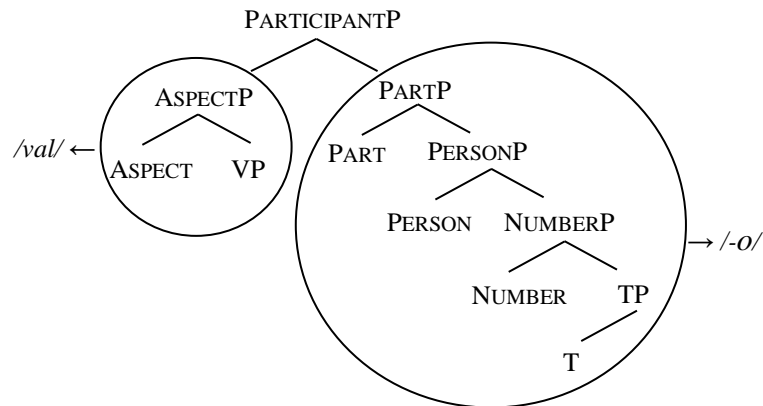 PARTICIPANTP
ASPECTP PARTP
/val/ ← ASPECT VP PART PERSONP
PERSON NUMBERP
→ /-o/
NUMBER TP
T